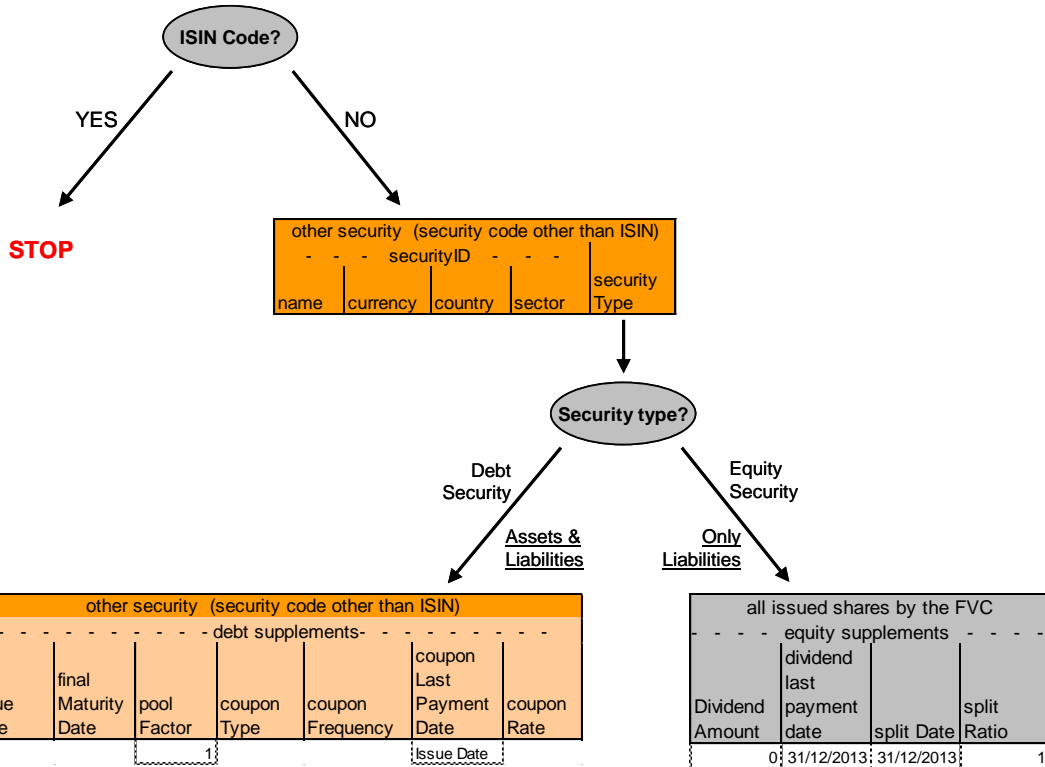 ISIN Code?
YES
NO
STOP
other security (security code other than ISIN)
- - - securityID - - -
name currency country sector security Type
Security type?
Debt
Security
Equity
Security
Assets &
Liabilities
Only
Liabilities
other security (security code other than ISIN)
- - - - - - - - - - debt supplements- - - - - - - - -
final
Maturity
Date
pool
Factor
coupon
Type
coupon
Frequency
coupon
Last
Payment
Date
coupon
Rate
1
Issue Date
all issued shares by the FVC
- - - - equity supplements - - - -
Dividend
Amount
dividend
last
payment
date
split Date
split
Ratio
0 31/12/2013 31/12/2013 1